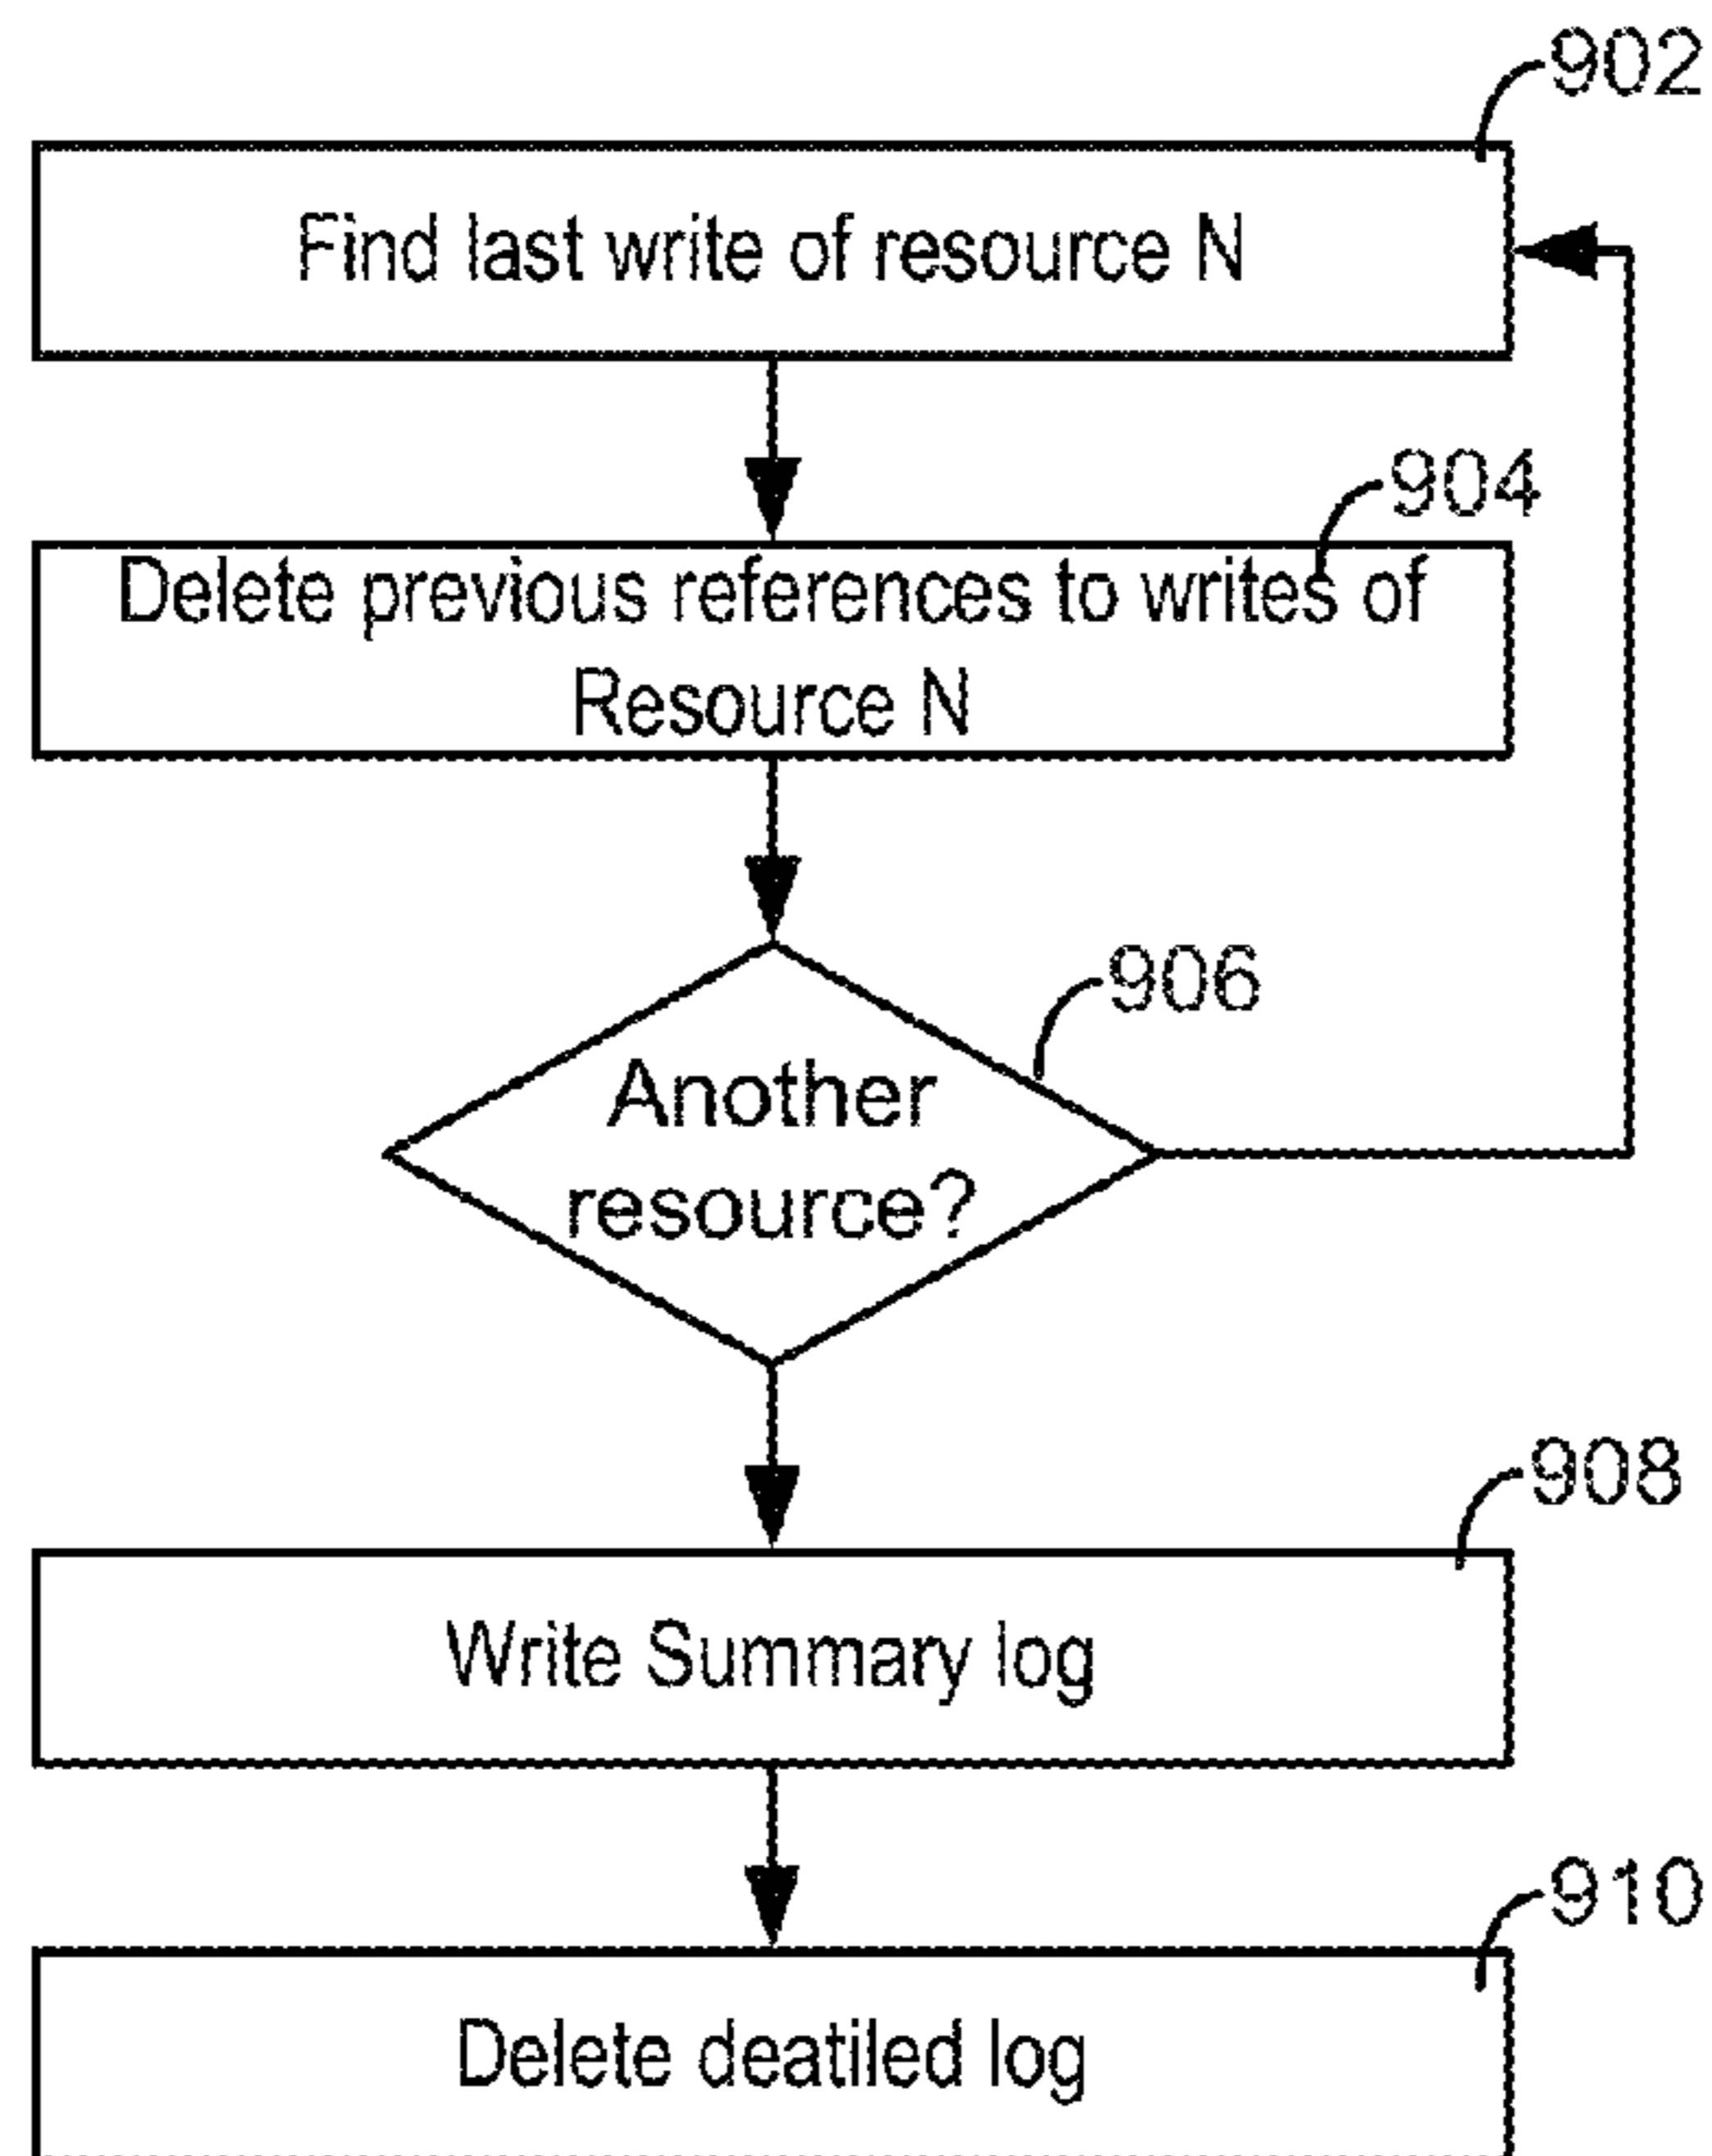 902
Find last write of resource N
904
Delete previous references to writes of
Resource N
906
Another
resource?
908
Write Summary log
910
Delete deatiled log